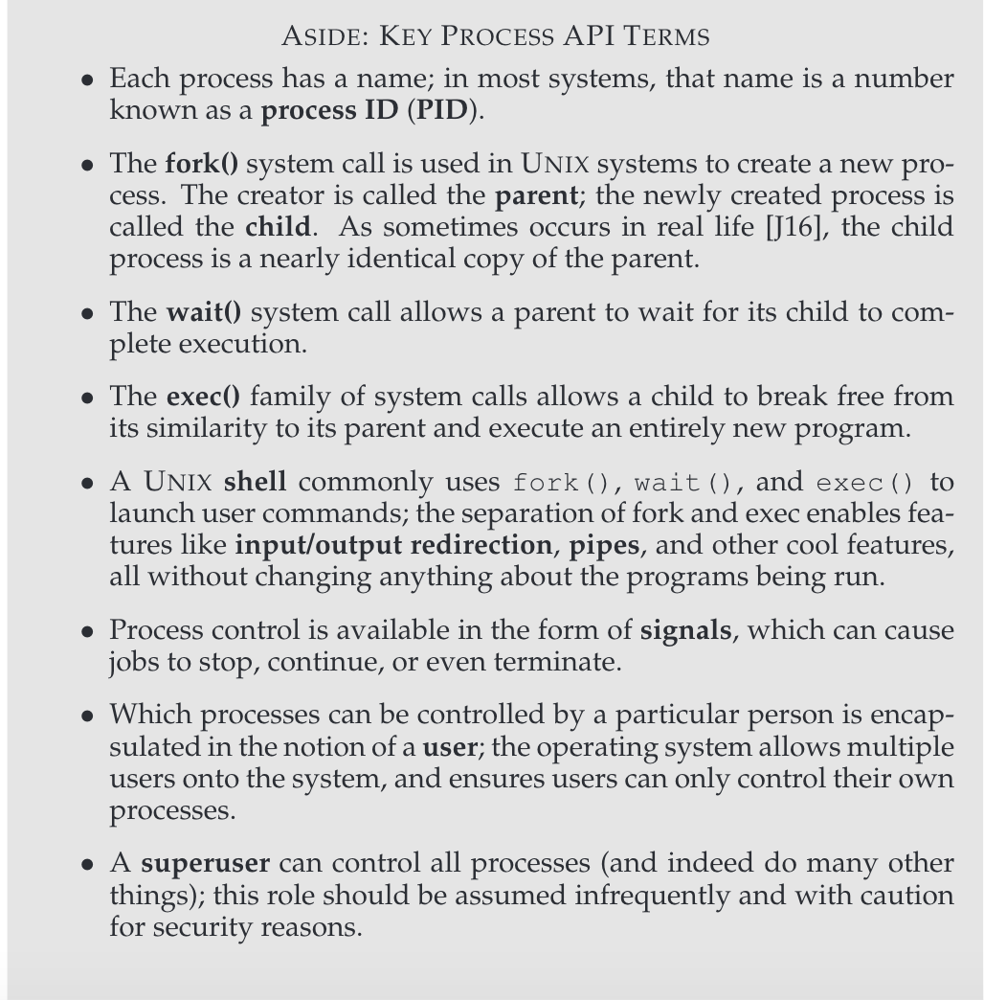 ASIDE: KEY PROCESS API TERMS
• Each process has a name; in most systems, that name is a number
known as a process ID (PID).
• The fork() system call is used in UNIX systems to create a new pro-
cess. The creator is called the parent; the newly created process is
called the child. As sometimes occurs in real life [J16], the child
process is a nearly identical copy of the parent.
• The wait() system call allows a parent to wait for its child to com-
plete execution.
• The exec() family of system calls allows a child to break free from
its similarity to its parent and execute an entirely new program.
• A UNIX shell commonly uses fork(), wait(), and exec() to
launch user commands; the separation of fork and exec enables fea-
tures like input/output redirection, pipes, and other cool features,
all without changing anything about the programs being run.
• Process control is available in the form of signals, which can cause
jobs to stop, continue, or even terminate.
• Which processes can be controlled by a particular person is encap-
sulated in the notion of a user; the operating system allows multiple
users onto the system, and ensures users can only control their own
processes.
• A superuser can control all processes (and indeed do many other
things); this role should be assumed infrequently and with caution
for security reasons.